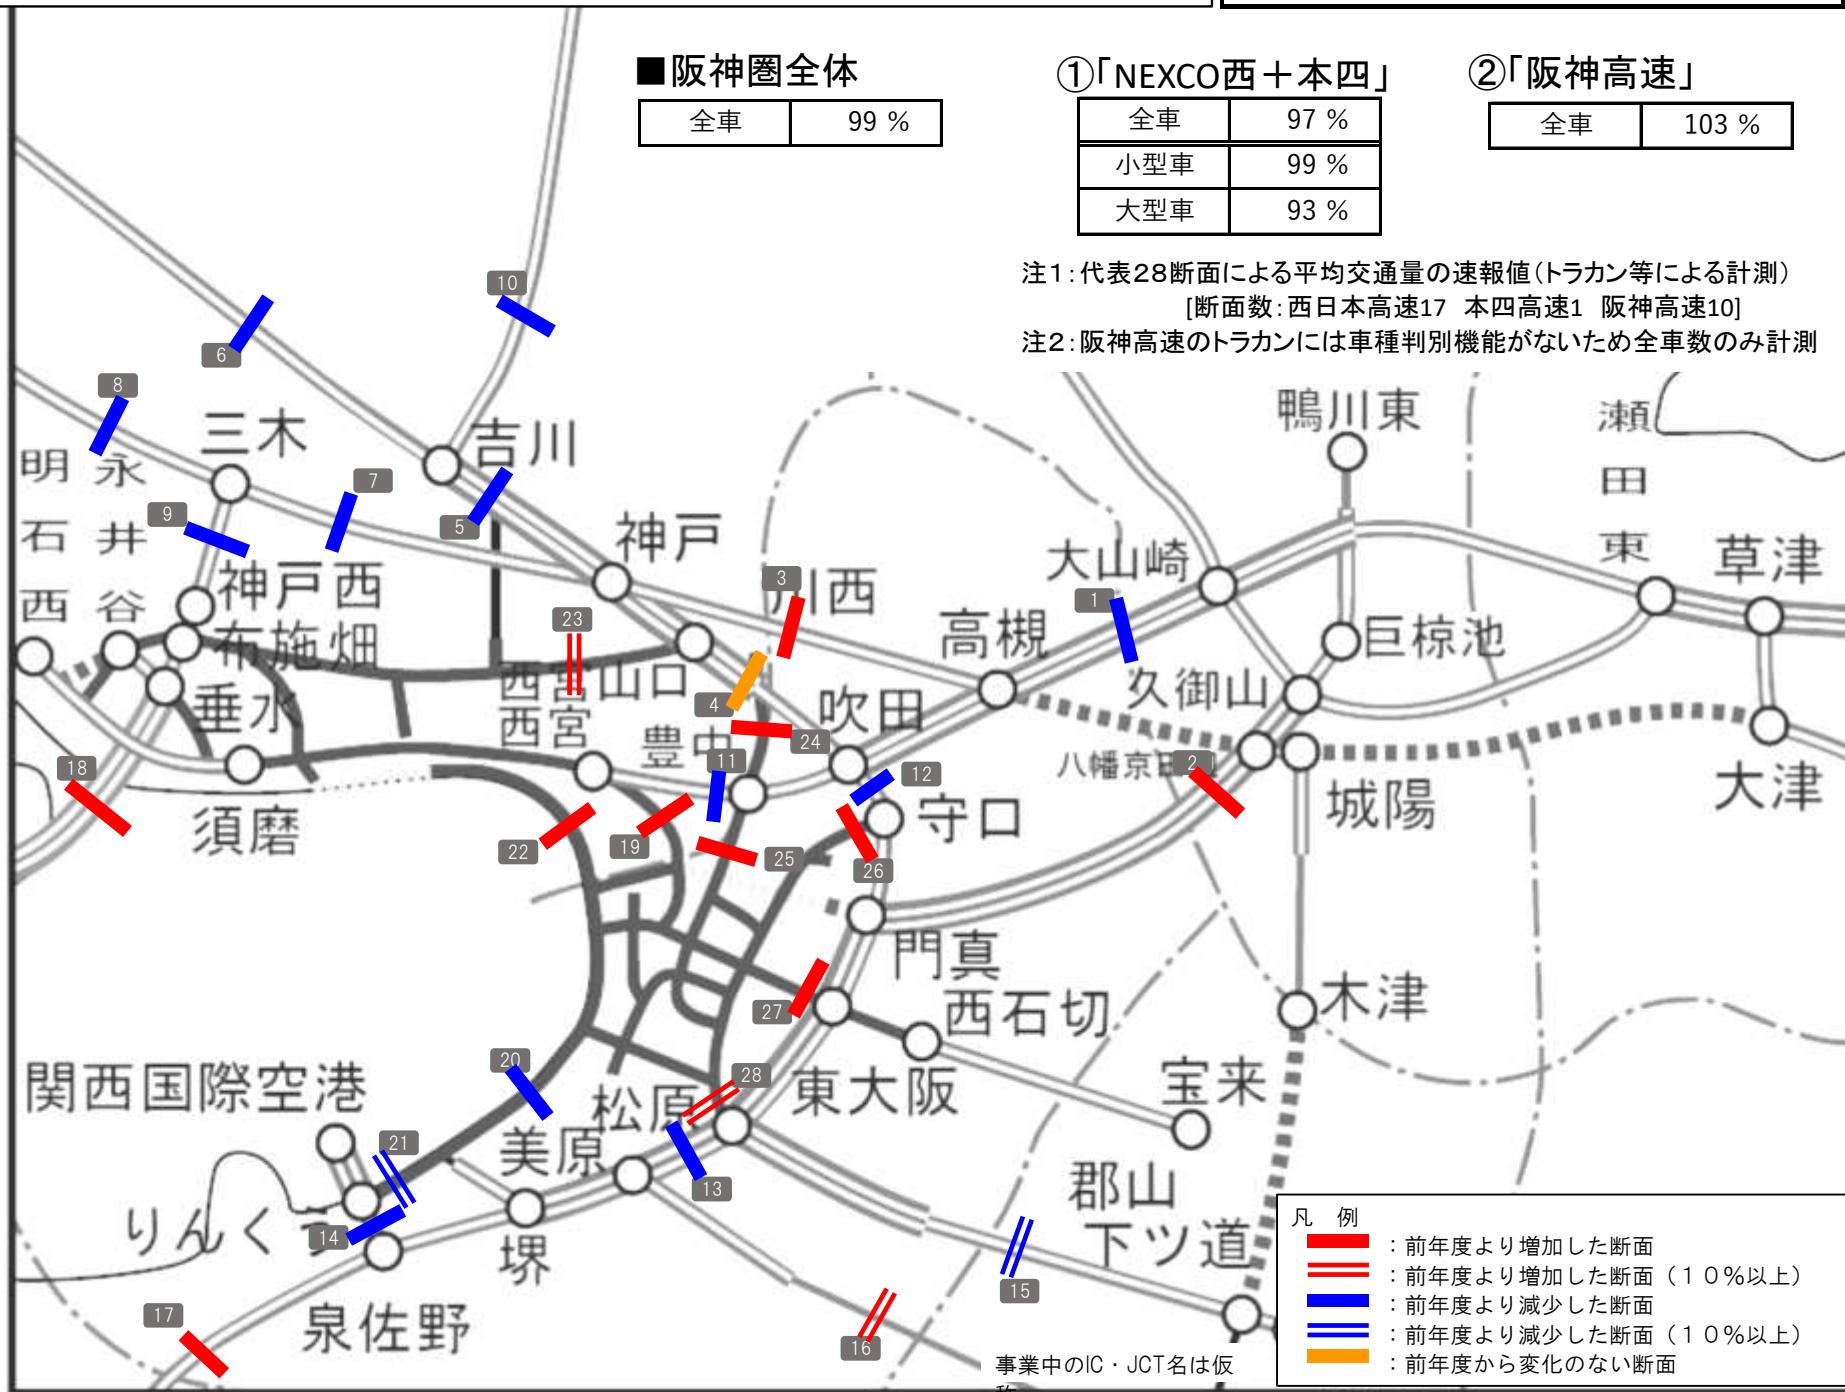 ■阪神圏全体
全車 99 %
①「NEXCO西＋本四」
全車 97 %
小型車 99 %
大型車 93 %
②「阪神高速」
全車 103 %
注1：代表28断面による平均交通量の速報値（トラカン等による計測）
[断面数：西日本高速17 本四高速1 阪神高速10]
注2：阪神高速のトラカンには車種判別機能がないため全車数のみ計測
10
6
8
三木
吉川
鴨川東
瀬田東
明石西
永井谷
7
9
5
神戸
大山崎
草津
神戸西
3
川西
1
布施畑
23
高槻
巨椋池
西宮山口
久御山
垂水
4
吹田
西宮
豊中
24
18
11
12
八幡京田辺
2
大津
須磨
守口
城陽
22
19
25
26
門真
27
西石切
木津
20
関西国際空港
松原
28
東大阪
宝来
21
美原
13
郡山
りんくう
14
堺
下ツ道
15
17
泉佐野
16
凡 例
：前年度より増加した断面
：前年度より増加した断面（１０％以上）
：前年度より減少した断面
：前年度より減少した断面（１０％以上）
：前年度から変化のない断面
事業中のIC・JCT名は仮
称